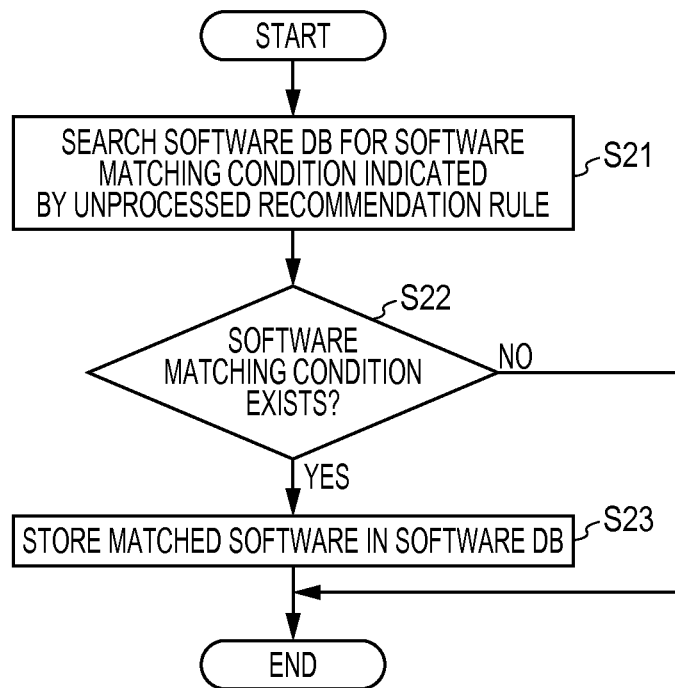 START
SEARCH SOFTWARE DB FOR SOFTWARE
MATCHING CONDITION INDICATED
BY UNPROCESSED RECOMMENDATION RULE
S21
S22
SOFTWARE
MATCHING CONDITION
EXISTS?
NO
YES
STORE MATCHED SOFTWARE IN SOFTWARE DB
S23
END